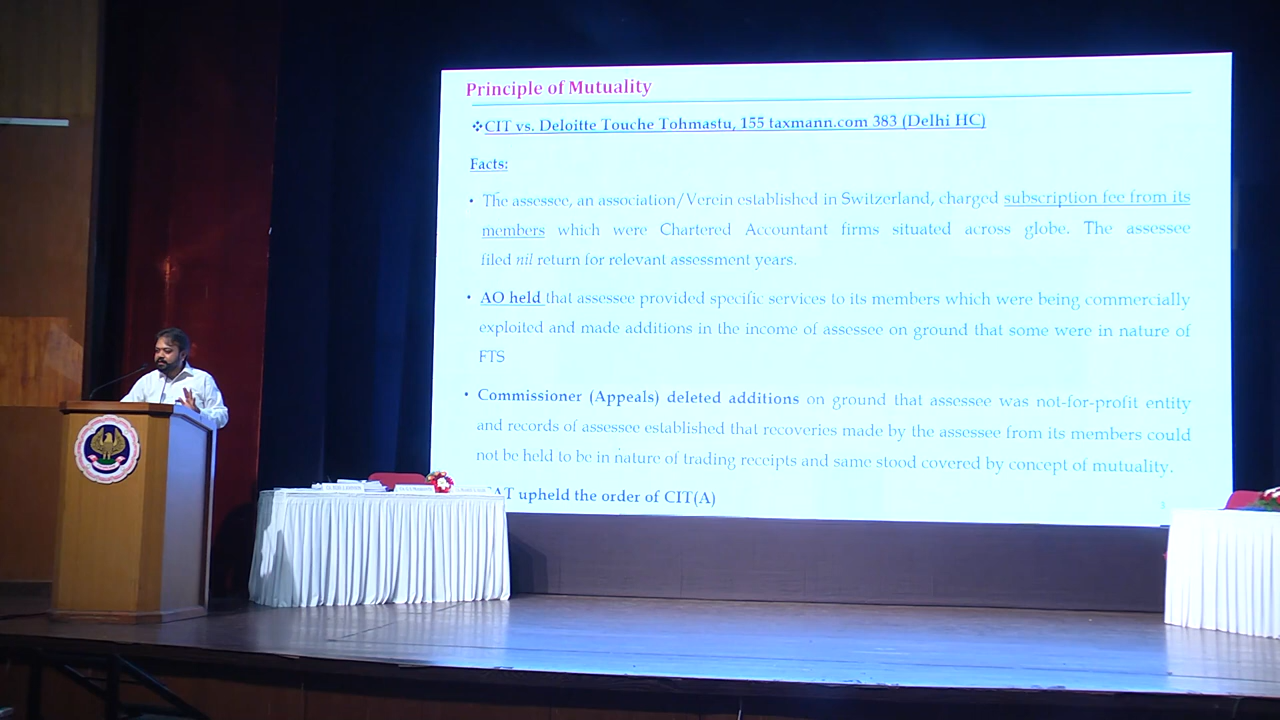 Principle of Mutuality
❖CIT vs. Deloitte Touche Tohmastu, 155 taxmann.com 383 (Delhi HC)
Facts:
• The assessee, an association/Verein established in Switzerland, charged subscription fee from its
members which were Chartered Accountant firms situated across globe. The assessee
filed nil return for relevant assessment years.
• AO held that assessee provided specific services to its members which were being commercially
exploited and made additions in the income of assessee on ground that some were in nature of
FTS
• Commissioner (Appeals) deleted additions on ground that assessee was not-for-profit entity
and records of assessee established that recoveries made by the assessee from its members could
not be held to be in nature of trading receipts and same stood covered by concept of mutuality.
upheld the order of CIT(A)